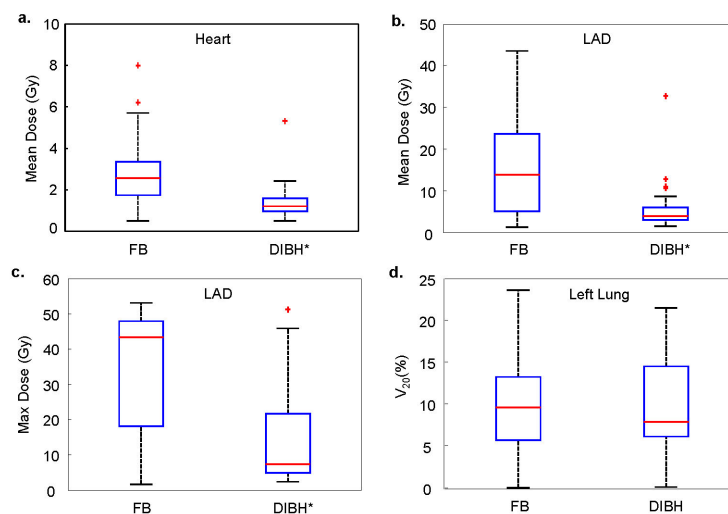 a.
Heart
Mean Dose (Gy)
10
8
6
4
2
0
FB
DIBH*
b.
LAD
Mean Dose (Gy)
50
40
30
20
10
0
FB
DIBH*
c.
LAD
Max Dose (Gy)
60
50
40
30
20
10
0
FB
DIBH*
d.
Left Lung
V20(%)
25
20
15
10
5
0
FB
DIBH